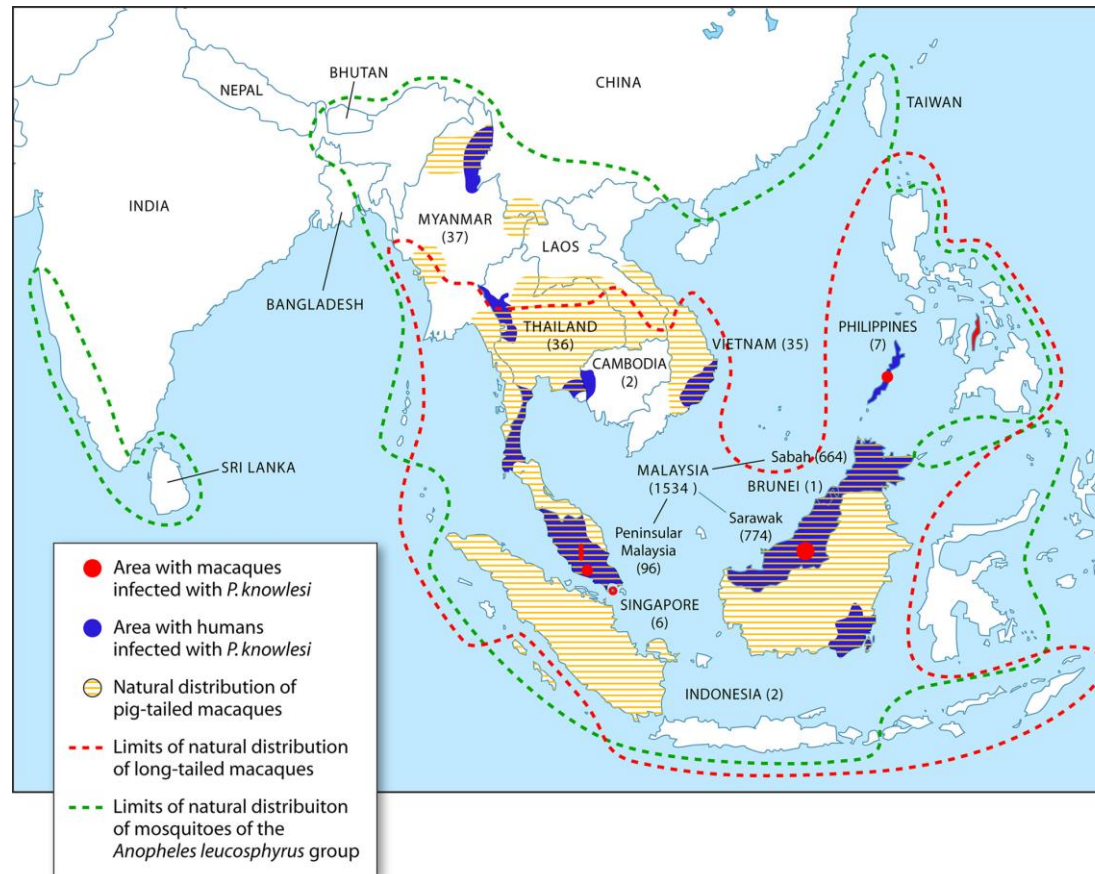 CHINA
BHUTAN
NEPAL
TAIWAN
INDIA
MYANMAR
(37)
LAOS
BANGLADESH
THAILAND
(36)
VIETNAM (35)
PHILIPPINES
(7)
CAMBODIA
(2)
SRI LANKA
Sabah (664)
MALAYSIA
(1534 )
BRUNEI (1)
Sarawak
(774)
Peninsular
Malaysia
(96)
SINGAPORE
(6)
INDONESIA (2)
Area with macaques
infected with P. knowlesi
Area with humans
infected with P. knowlesi
Natural distribution of
pig-tailed macaques
Limits of natural distribution
of long-tailed macaques
Limits of natural distribuiton
of mosquitoes of the
Anopheles leucosphyrus group